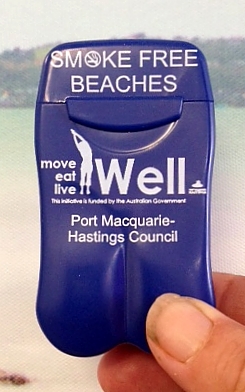 SMOKE FREE
BEACHES
move
eat
live
Well
This initiative is funded by the Australian Government
Port Macquarie-
Hastings Council